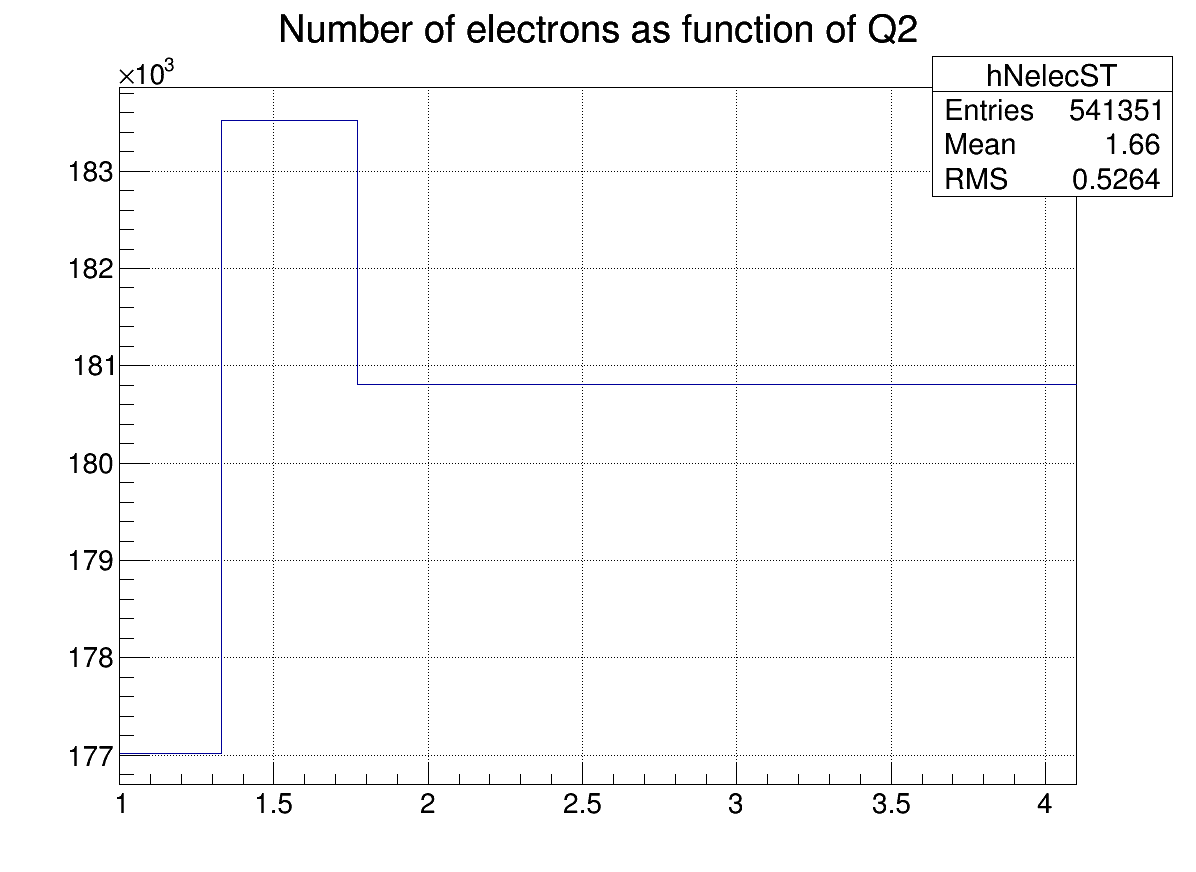 Number of electrons as function of Q2
×10³
hNelecST
Entries 541351
Mean 1.66
RMS 0.5264
183
182
181
180
179
178
177
1 1.5 2 2.5 3 3.5 4